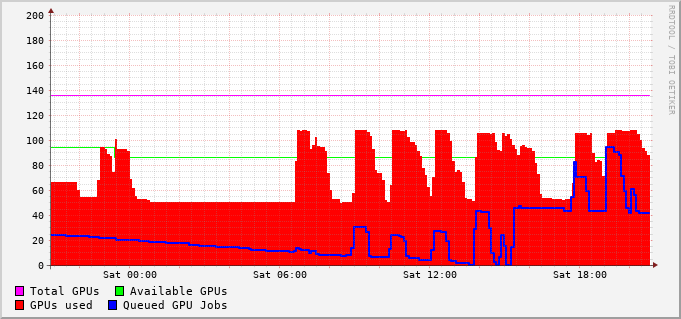 200
180
160
140
120
100
80
60
40
20
0
Sat 00:00 Sat 06:00 Sat 12:00 Sat 18:00
Total GPUs Available GPUs
GPUs used Queued GPU Jobs
RRDTOOL / TOBI OETIKER